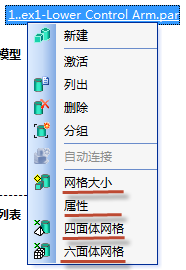 1..ex1-Lower Control Arm.par
新建
模型
激活
列出
删除
分组
自动连接
网格大小
属性
列表
四面体网格
六面体网格